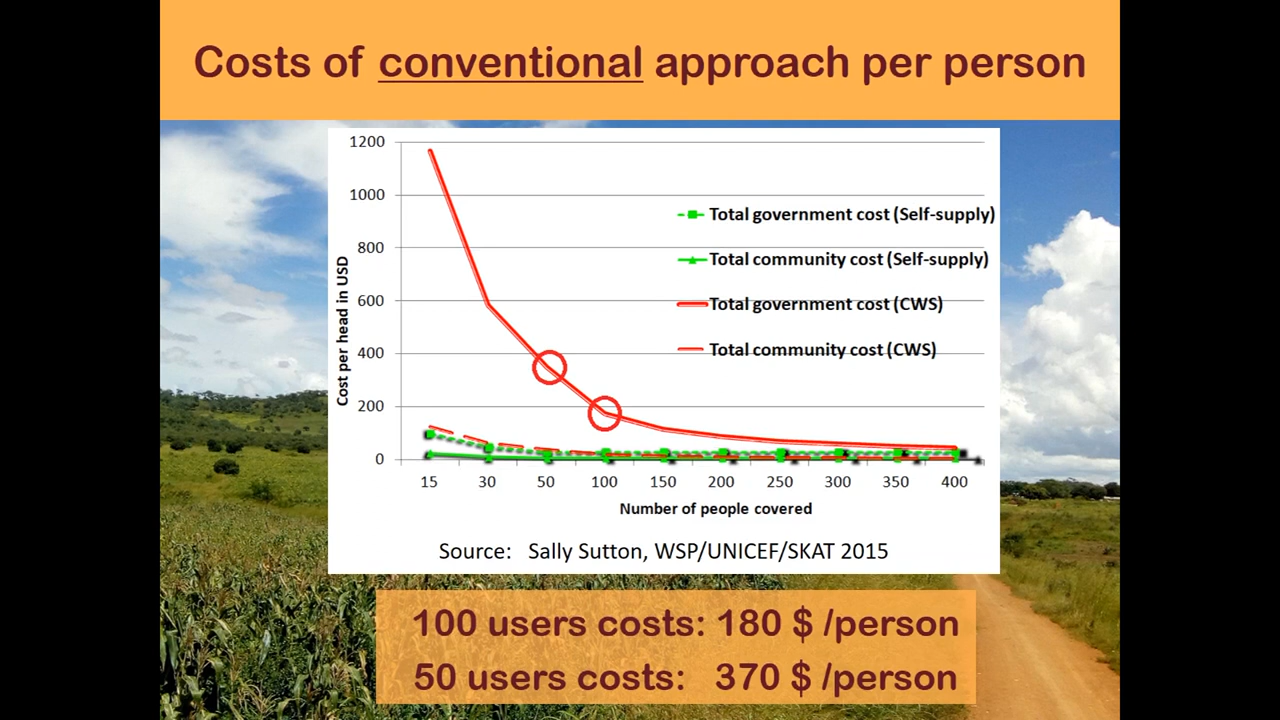 Costs of conventional approach per person
1200
1000
800
600
400
200
0
Cost per head in USD
Total government cost (Self-supply)
Total community cost (Self-supply)
Total government cost (CWS)
Total community cost (CWS)
15 30 50 100 150 200 250 300 350 400
Number of people covered
Source: Sally Sutton, WSP/UNICEF/SKAT 2015
100 users costs: 180 $ /person
50 users costs: 370 $ /person